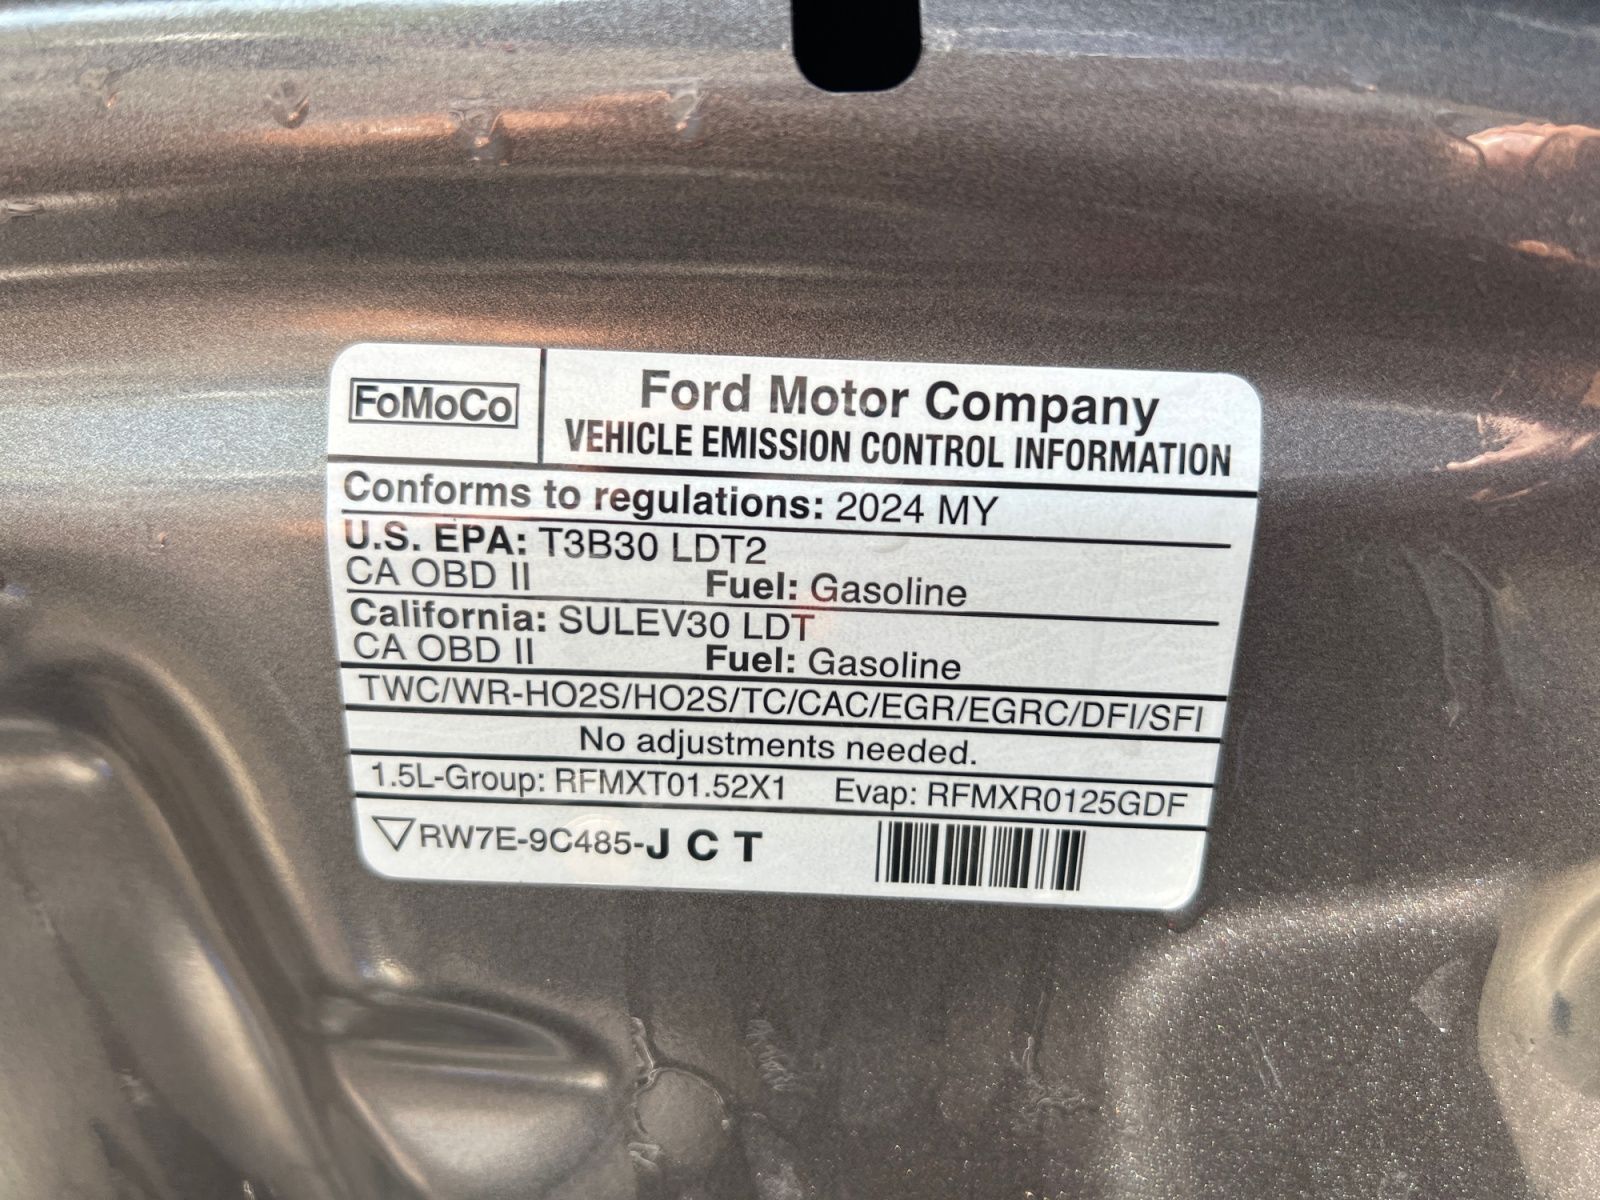 FoMoCo
Ford Motor Company
VEHICLE EMISSION CONTROL INFORMATION
Conforms to regulations: 2024 MY
U.S. EPA: T3B30 LDT2
CA OBD II Fuel: Gasoline
California: SULEV30 LDT
CA OBD II Fuel: Gasoline
TWC/WR-HO2S/HO2S/TC/CAC/EGR/EGRC/DFI/SFI
No adjustments needed.
1.5L-Group: RFMXT01.52X1 Evap: RFMXR0125GDF
RW7E-9C485-J C T